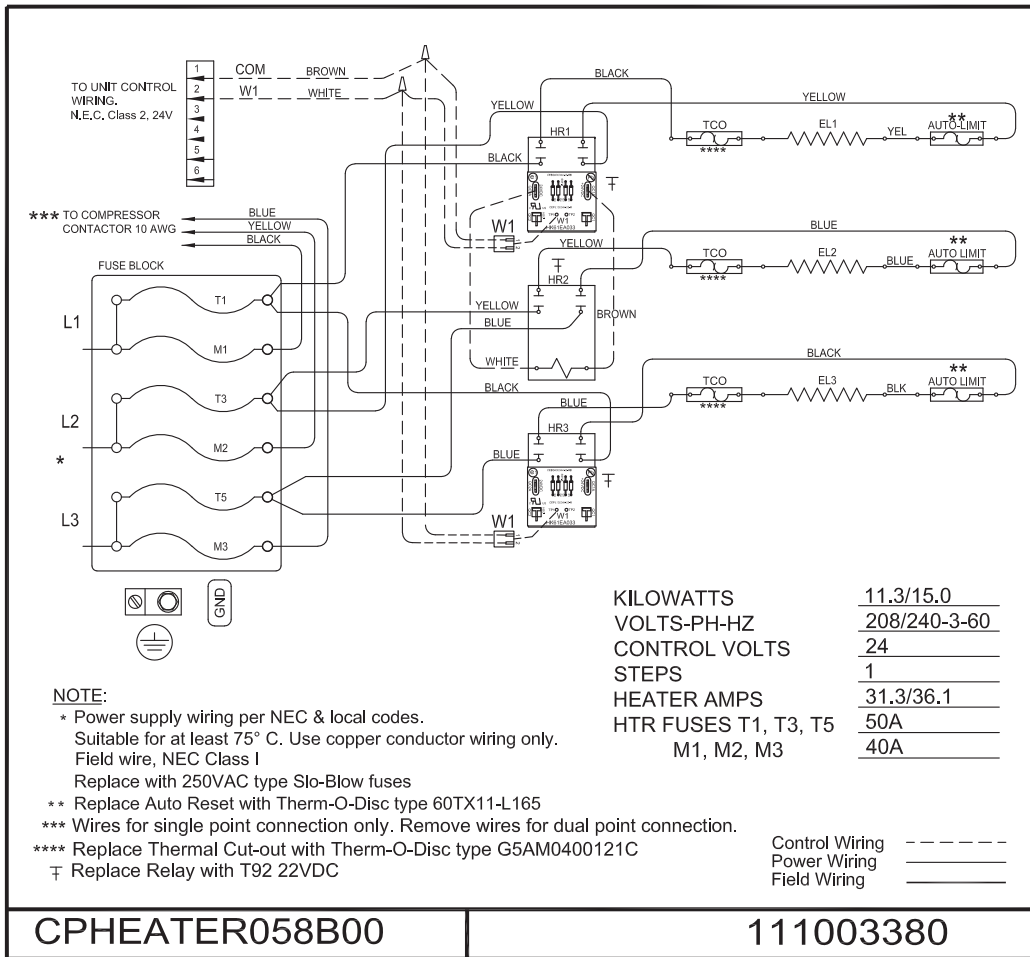 1
2
3
4
5
6
TO UNIT CONTROL
WIRING.
N.E.C. Class 2, 24V
COM
BROWN
W1
WHITE
*** TO COMPRESSOR
CONTACTOR 10 AWG
BLUE
YELLOW
BLACK
FUSE BLOCK
L1
T1
M1
L2
T3
M2
*
L3
T5
M3
GND
BLACK
YELLOW
YELLOW
BLACK
HR1
W1
HK61EA033
W1
TCO
****
EL1
YEL
**
AUTO-LIMIT
BLUE
YELLOW
HR2
YELLOW
BLUE
BROWN
WHITE
TCO
****
EL2
BLUE
**
AUTO LIMIT
BLACK
BLACK
BLUE
HR3
BLUE
W1
HK61EA033
W1
TCO
****
EL3
BLK
**
AUTO LIMIT
KILOWATTS 11.3/15.0
VOLTS-PH-HZ 208/240-3-60
CONTROL VOLTS 24
STEPS 1
HEATER AMPS 31.3/36.1
HTR FUSES T1, T3, T5 50A
M1, M2, M3 40A
NOTE:
* Power supply wiring per NEC & local codes.
Suitable for at least 75° C. Use copper conductor wiring only.
Field wire, NEC Class I
Replace with 250VAC type Slo-Blow fuses
** Replace Auto Reset with Therm-O-Disc type 60TX11-L165
*** Wires for single point connection only. Remove wires for dual point connection.
**** Replace Thermal Cut-out with Therm-O-Disc type G5AM0400121C
Replace Relay with T92 22VDC
Control Wiring
Power Wiring
Field Wiring
CPHEATER058B00
111003380